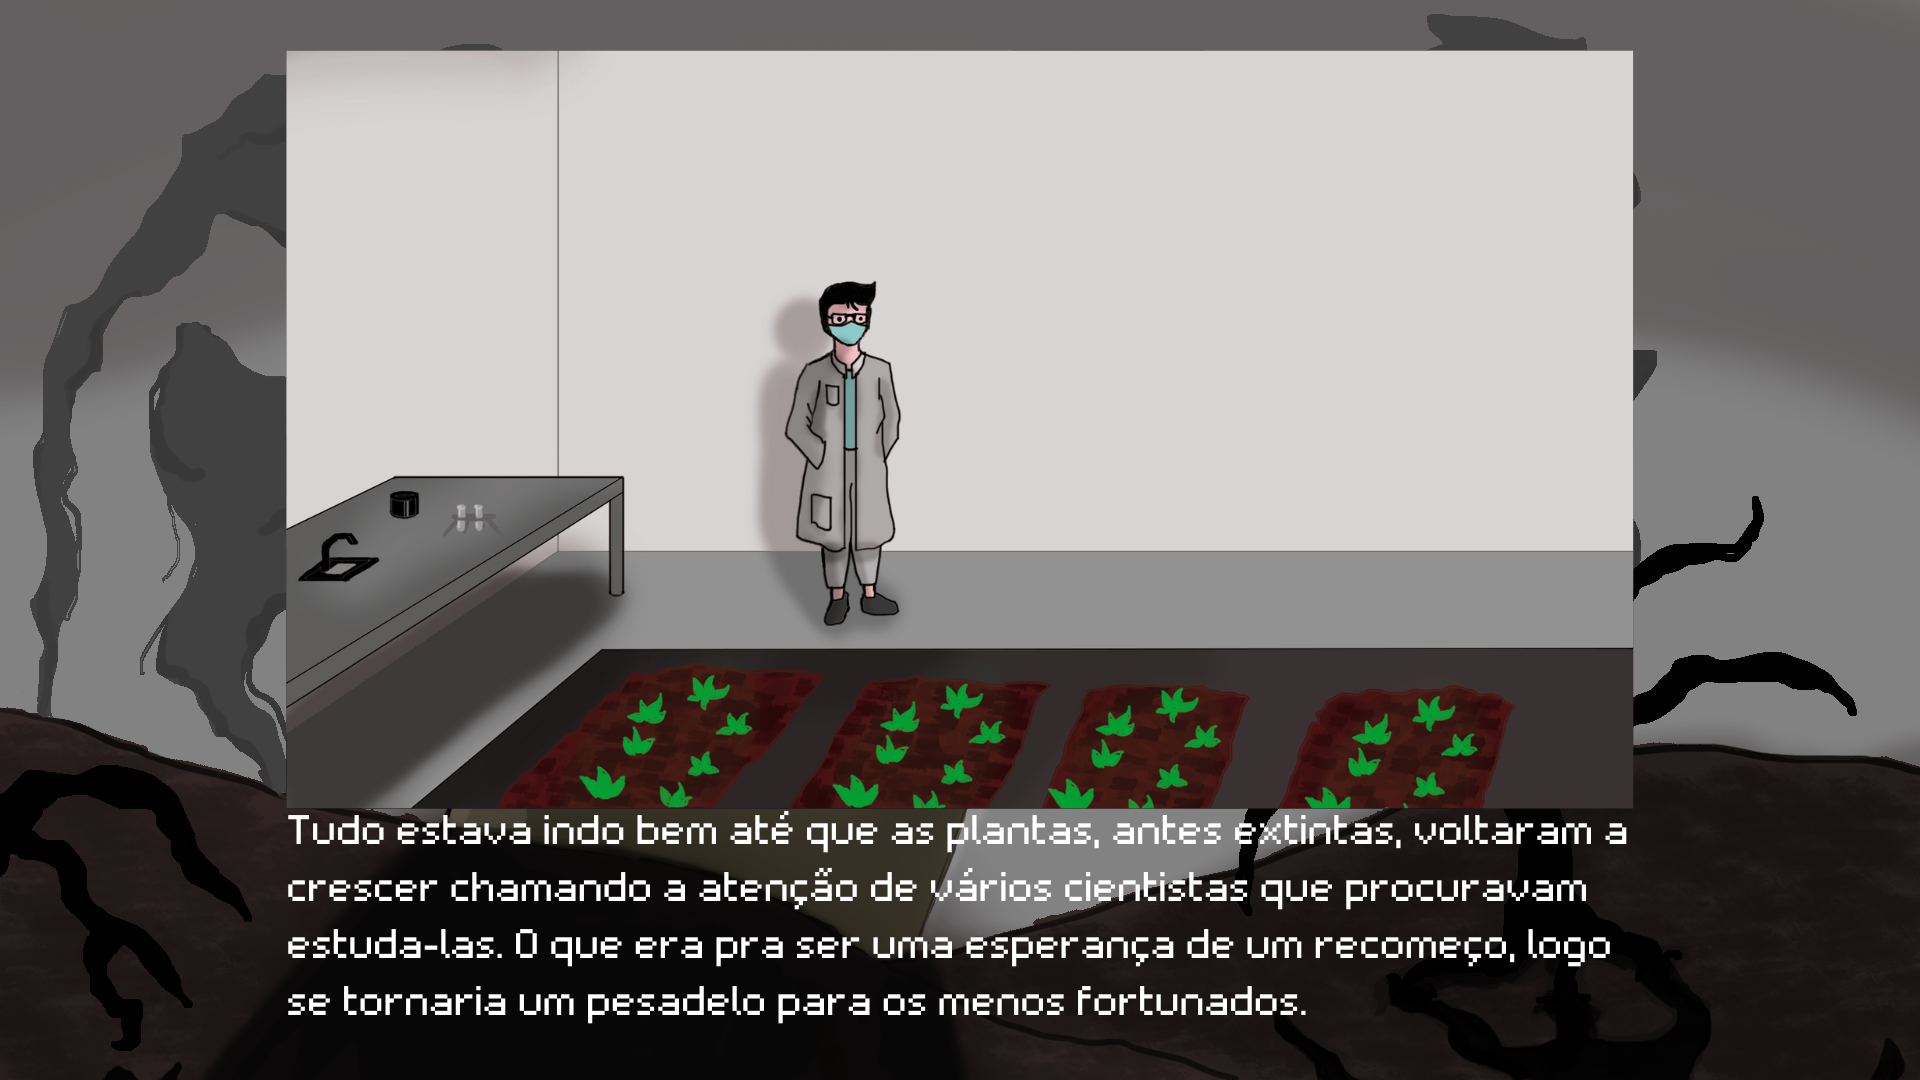 Tudo estava indo bem até que as plantas, antes extintas, voltaram a
crescer chamando a atenção de vários cientistas que procuravam
estuda-las. O que era pra ser uma esperança de um recomeço, logo
se tornaria um pesadelo para os menos fortunados.